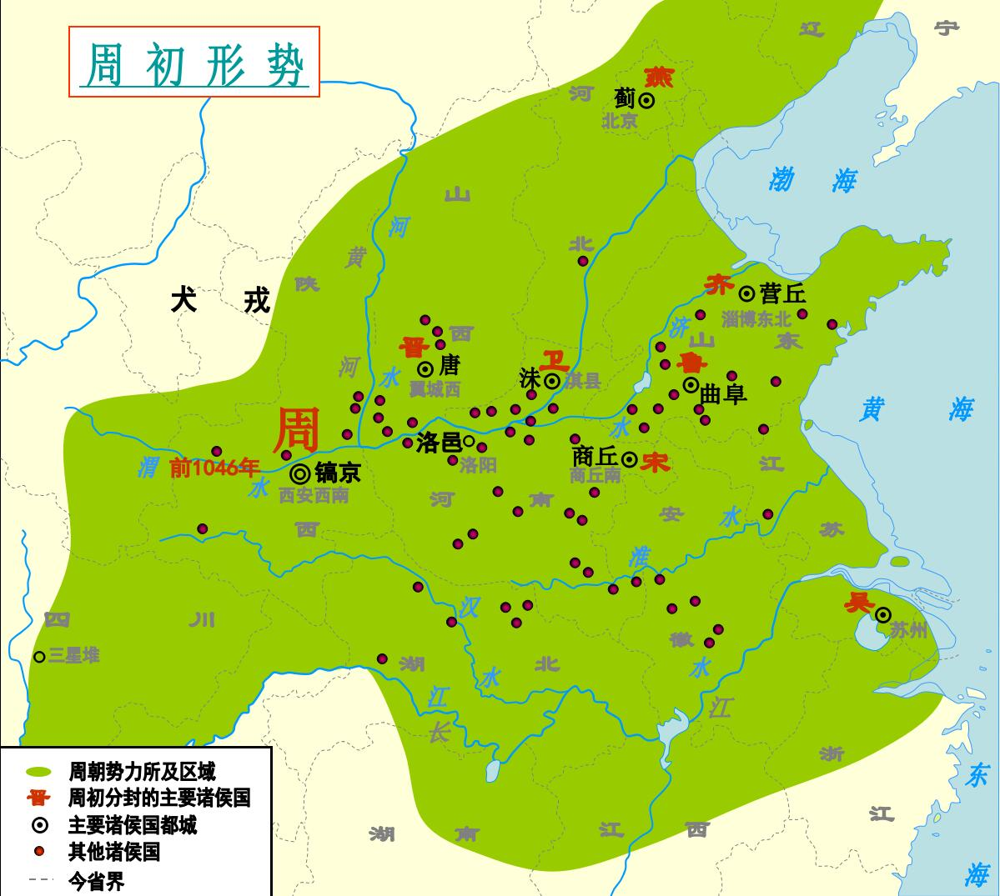 周初形势
辽
宁
燕
河
蓟
北京
渤海
山
河
黄
北
陕
犬戎
齐
营丘
淄博东北
济
山东
西
晋
唐
翼城西
河
水
卫
沬
淇县
鲁
曲阜
黄海
周
水
洛邑
洛阳
商丘
宋
商丘南
江
渭
前1046年
镐京
水
西安西南
河南
安
水
苏
西
淮
吴
苏州
汉
四川
三星堆
徽
湖北
水
水
江
江
长
浙
东
湖南
江西
江
海
周朝势力所及区域
晋 周初分封的主要诸侯国
主要诸侯国都城
其他诸侯国
今省界